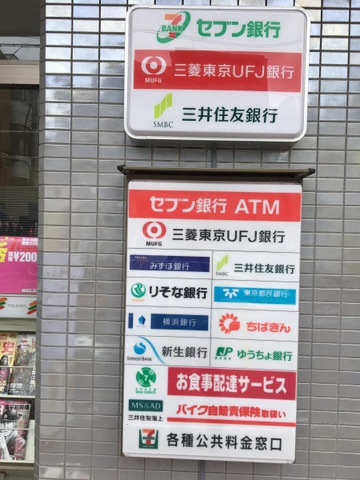 7 BANK セブン銀行
MUFG 三菱東京UFJ銀行
SMBC 三井住友銀行
セブン銀行 ATM
MUFG 三菱東京UFJ銀行
みずほ銀行 SMBC 三井住友銀行
りそな銀行 東京都民銀行
横浜銀行 ちばぎん
SHINSEI BANK 新生銀行 JP ゆうちょ銀行
お食事配達サービス
MS&AD 三井住友海上 バイク自賠責保険取扱い
各種公共料金窓口
¥200